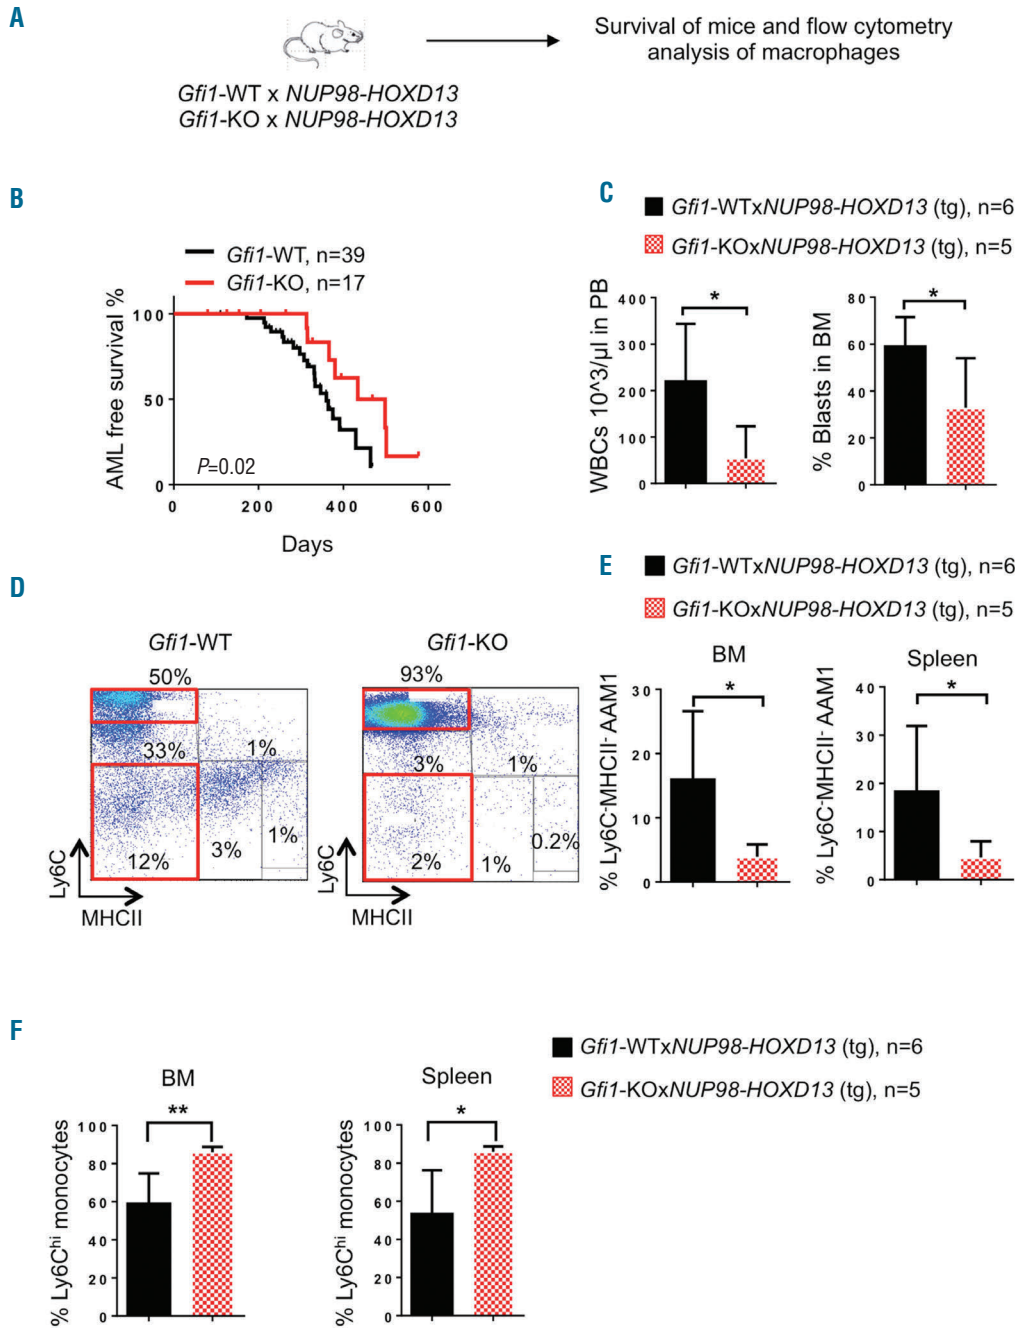 A
Survival of mice and flow cytometry
analysis of macrophages
Gfi1-WT x NUP98-HOXD13
Gfi1-KO x NUP98-HOXD13
B
Gfi1-WT, n=39
Gfi1-KO, n=17
AML free survival %
100
50
0
P=0.02
0 200 400 600
Days
C
Gfi1-WTxNUP98-HOXD13 (tg), n=6
Gfi1-KOxNUP98-HOXD13 (tg), n=5
WBCs 10^3/µl in PB
400
300
200
100
0
*
% Blasts in BM
80
60
40
20
0
*
D
Gfi1-WT
50%
33%
1%
12%
3%
1%
Ly6C
MHCII
Gfi1-KO
93%
3%
1%
2%
1%
0.2%
Ly6C
MHCII
E
Gfi1-WTxNUP98-HOXD13 (tg), n=6
Gfi1-KOxNUP98-HOXD13 (tg), n=5
BM
% Ly6C-MHCII- AAM1
30
20
10
0
*
Spleen
% Ly6C-MHCII- AAM1
40
30
20
10
0
*
F
Gfi1-WTxNUP98-HOXD13 (tg), n=6
Gfi1-KOxNUP98-HOXD13 (tg), n=5
BM
% Ly6Chi monocytes
100
80
60
40
20
0
**
Spleen
% Ly6Chi monocytes
100
80
60
40
20
0
*